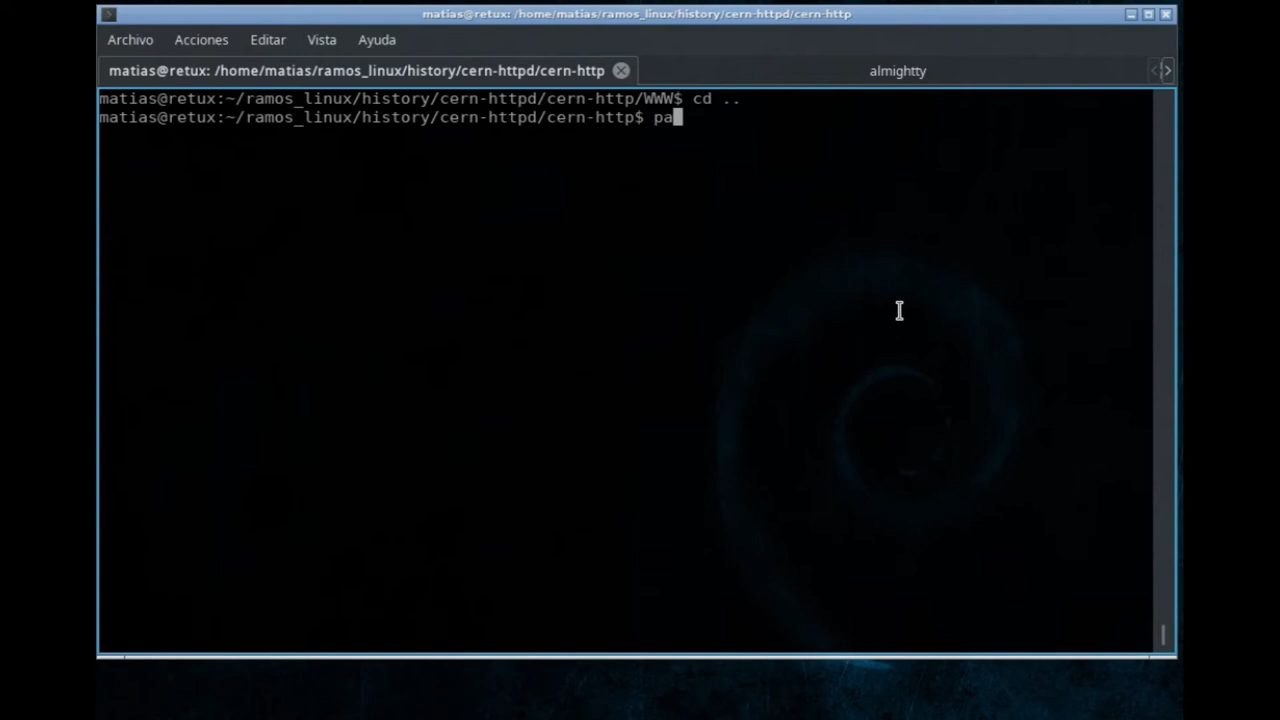 matias@retux: /home/matias/ramos_linux/history/cern-httpd/cern-http
Archivo Acciones Editar Vista Ayuda
matias@retux: /home/matias/ramos_linux/history/cern-httpd/cern-http almightty
matias@retux:~/ramos_linux/history/cern-httpd/cern-http/WWW$ cd ..
matias@retux:~/ramos_linux/history/cern-httpd/cern-http$ pa